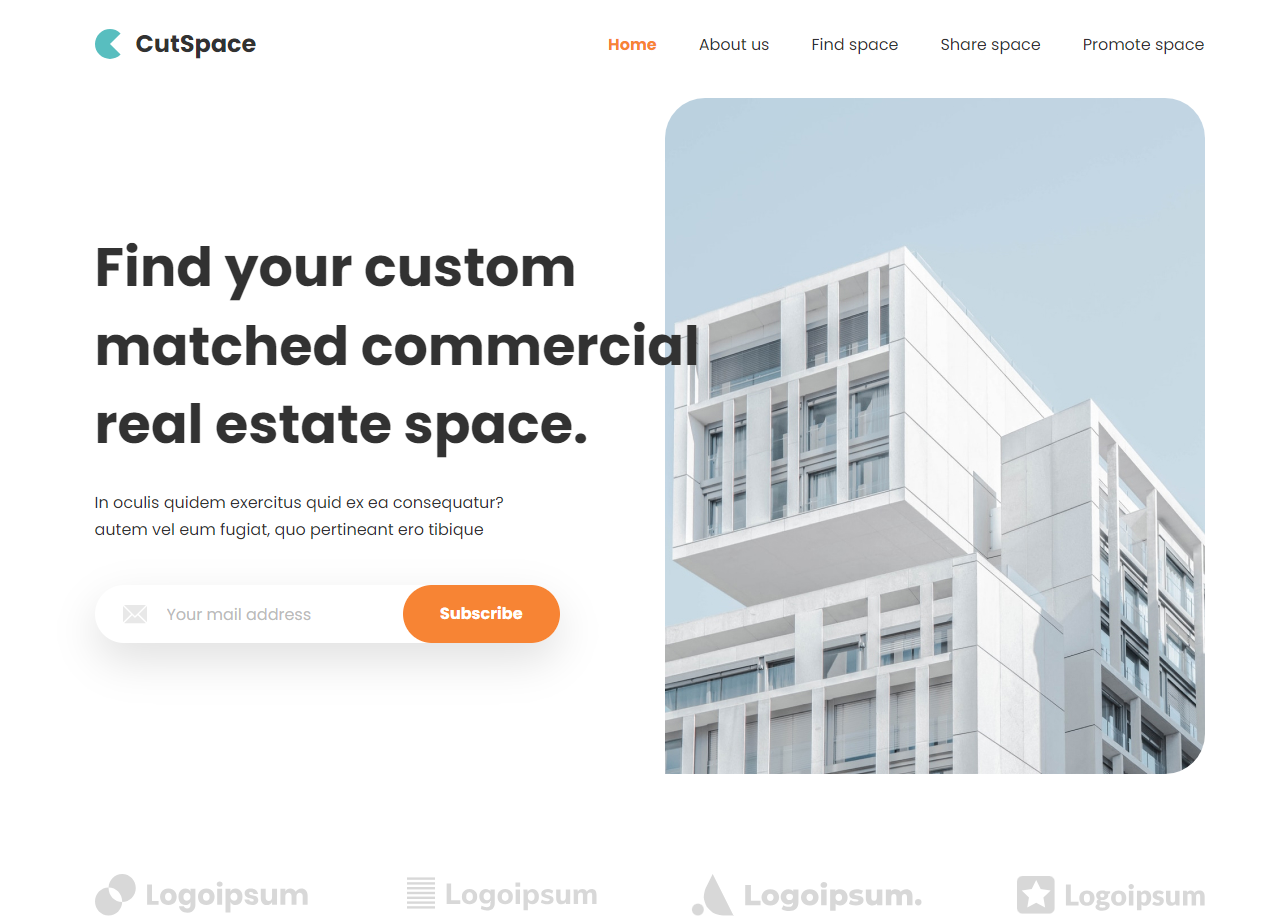 CutSpace
Home About us Find space Share space Promote space
Find your custom
matched commercial
real estate space.
In oculis quidem exercitus quid ex ea consequatur?
autem vel eum fugiat, quo pertineant ero tibique
Your mail address Subscribe
Logoipsum Logoipsum Logoipsum. Logoipsum